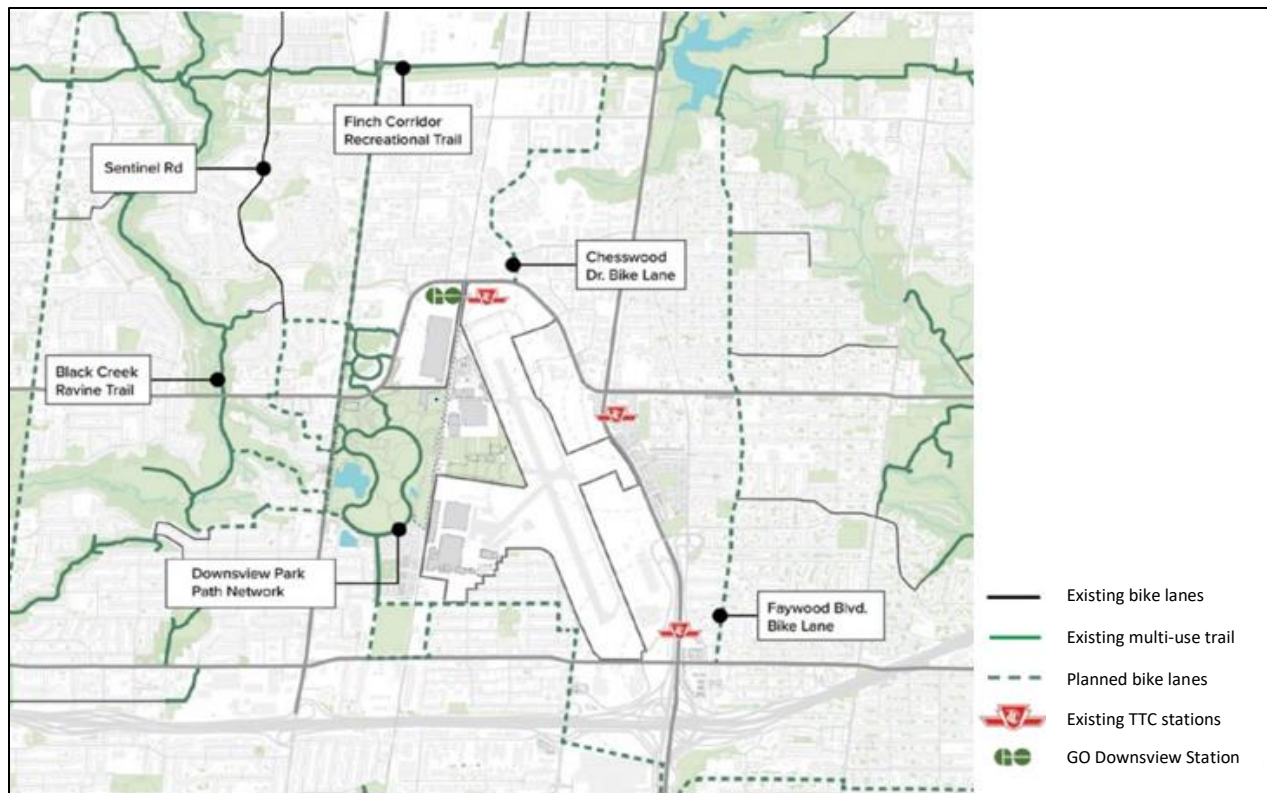 Finch Corridor
Recreational Trail
Sentinel Rd
Chesswood
Dr. Bike Lane
GO
Black Creek
Ravine Trail
Downsview Park
Path Network
Faywood Blvd.
Bike Lane
Existing bike lanes
Existing multi-use trail
Planned bike lanes
Existing TTC stations
GO
GO Downsview Station